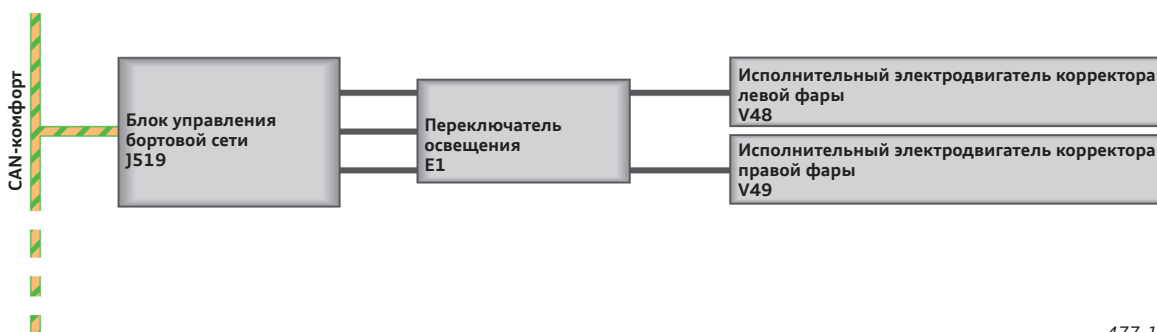 CAN-комфорт
Блок управления
бортовой сети
J519
Переключатель
освещения
E1
Исполнительный электродвигатель корректора
левой фары
V48
Исполнительный электродвигатель корректора
правой фары
V49